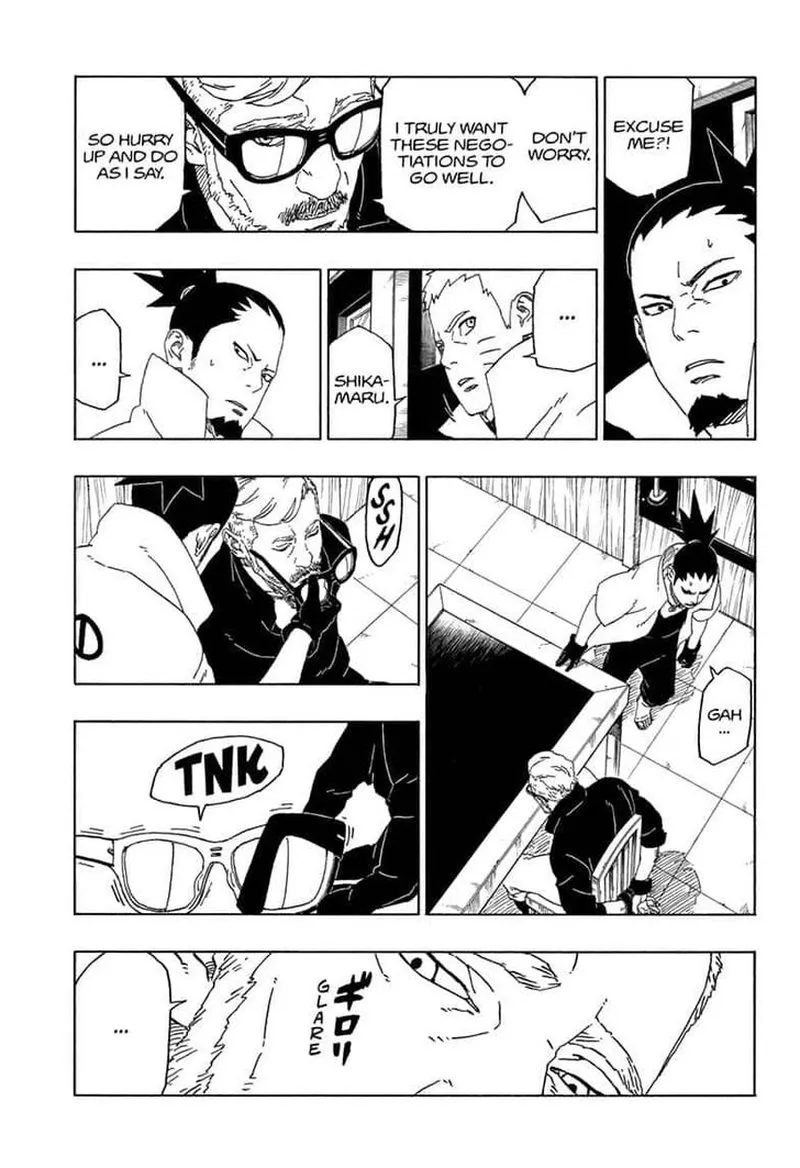 EXCUSE
ME?!
DON'T
WORRY.
I TRULY WANT
THESE NEGO-
TIATIONS TO
GO WELL.
SO HURRY
UP AND DO
AS I SAY.
...
SHIKA-
MARU.
...
GAH
...
SSH
D
TNK
ギロリ
GLARE
...